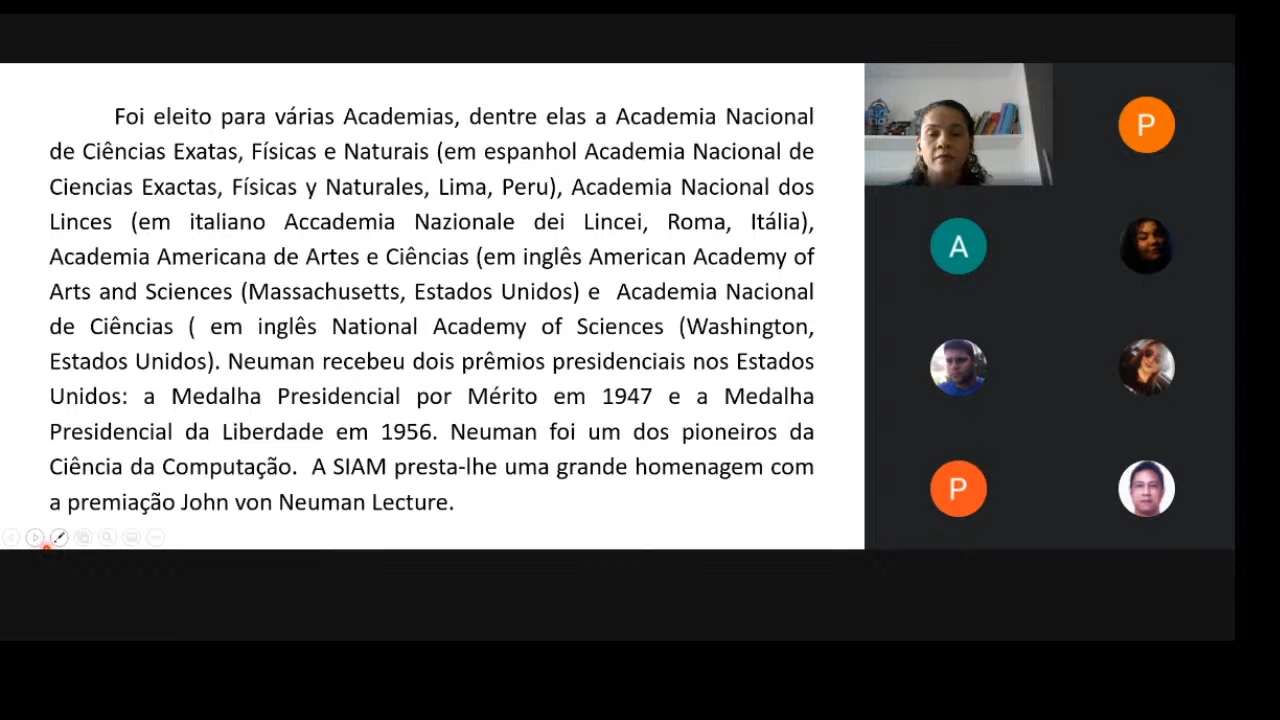 Foi eleito para várias Academias, dentre elas a Academia Nacional
de Ciências Exatas, Físicas e Naturais (em espanhol Academia Nacional de
Ciencias Exactas, Físicas y Naturales, Lima, Peru), Academia Nacional dos
Linces (em italiano Accademia Nazionale dei Lincei, Roma, Itália),
Academia Americana de Artes e Ciências (em inglês American Academy of
Arts and Sciences (Massachusetts, Estados Unidos) e Academia Nacional
de Ciências ( em inglês National Academy of Sciences (Washington,
Estados Unidos). Neuman recebeu dois prêmios presidenciais nos Estados
Unidos: a Medalha Presidencial por Mérito em 1947 e a Medalha
Presidencial da Liberdade em 1956. Neuman foi um dos pioneiros da
Ciência da Computação. A SIAM presta-lhe uma grande homenagem com
a premiação John von Neuman Lecture.
P
A
P